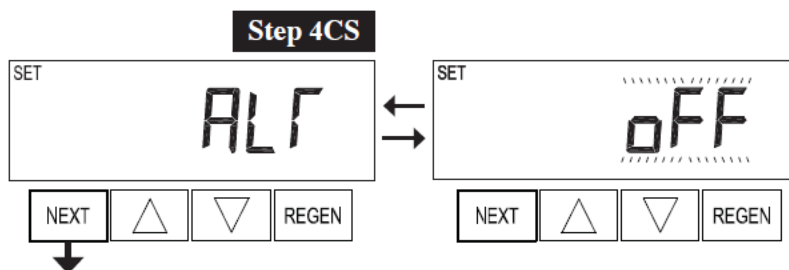 Step 4CS
SET
ALT
SET
oFF
NEXT REGEN
NEXT REGEN